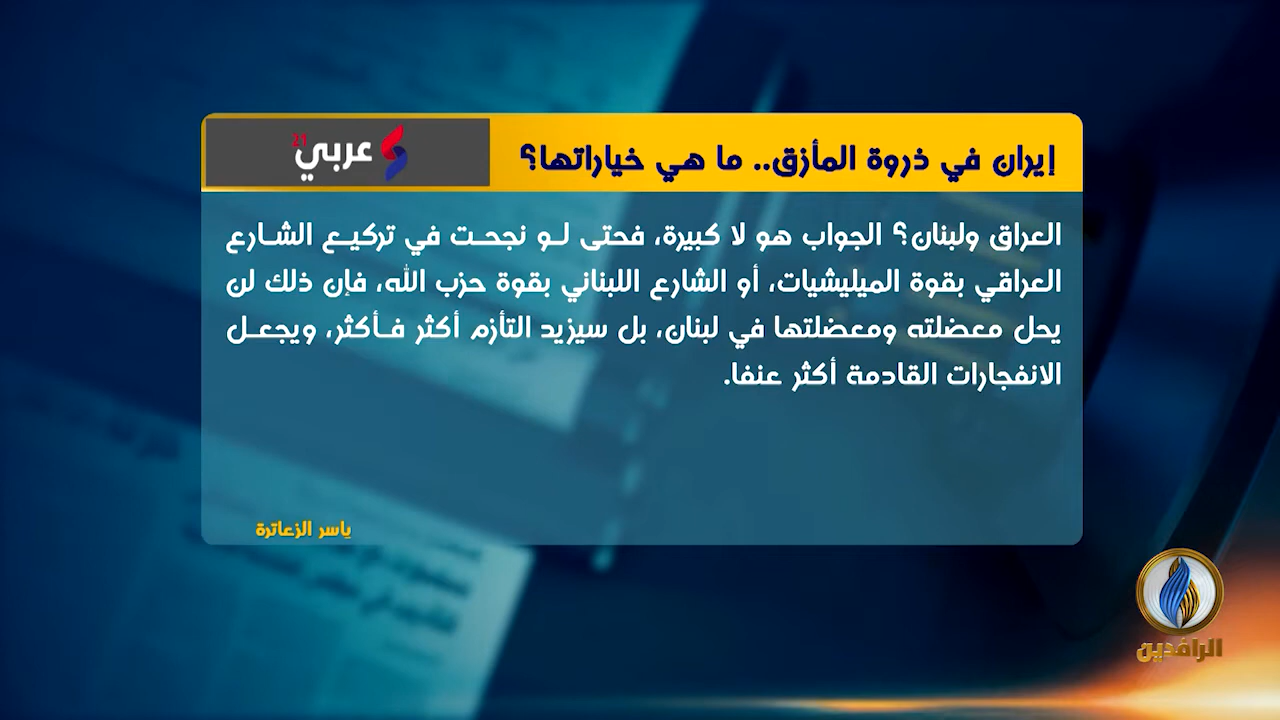 إيران في ذروة المأزق.. ما هي خياراتها؟
عربي 21
العراق ولبنان؟ الجواب هو لا كبيرة، فحتى لو نجحت في تركيع الشارع
العراقي بقوة الميليشيات، أو الشارع اللبناني بقوة حزب الله، فإن ذلك لن
يحل معضلته ومعضلتها في لبنان، بل سيزيد التأزم أكثر فأكثر، ويجعل
الانفجارات القادمة أكثر عنفا.
ياسر الزعاترة
الرافدين